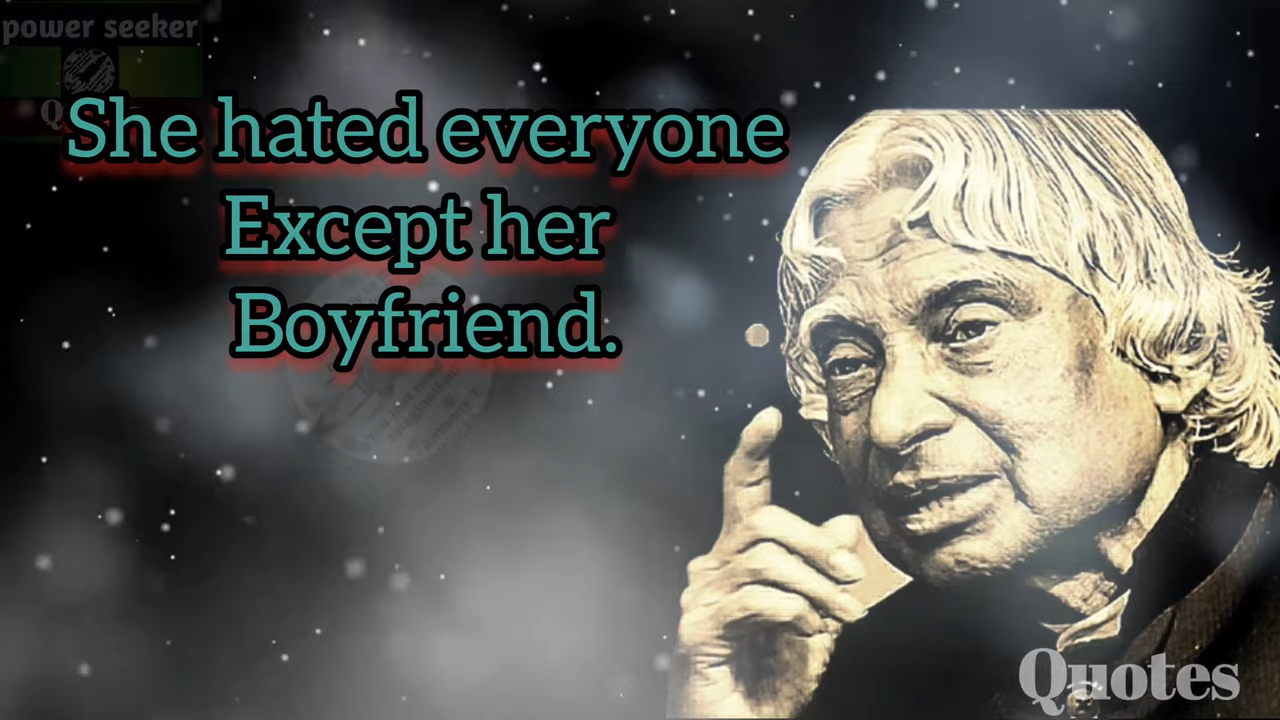 power seeker
She hated everyone
Except her
Boyfriend.
Quotes